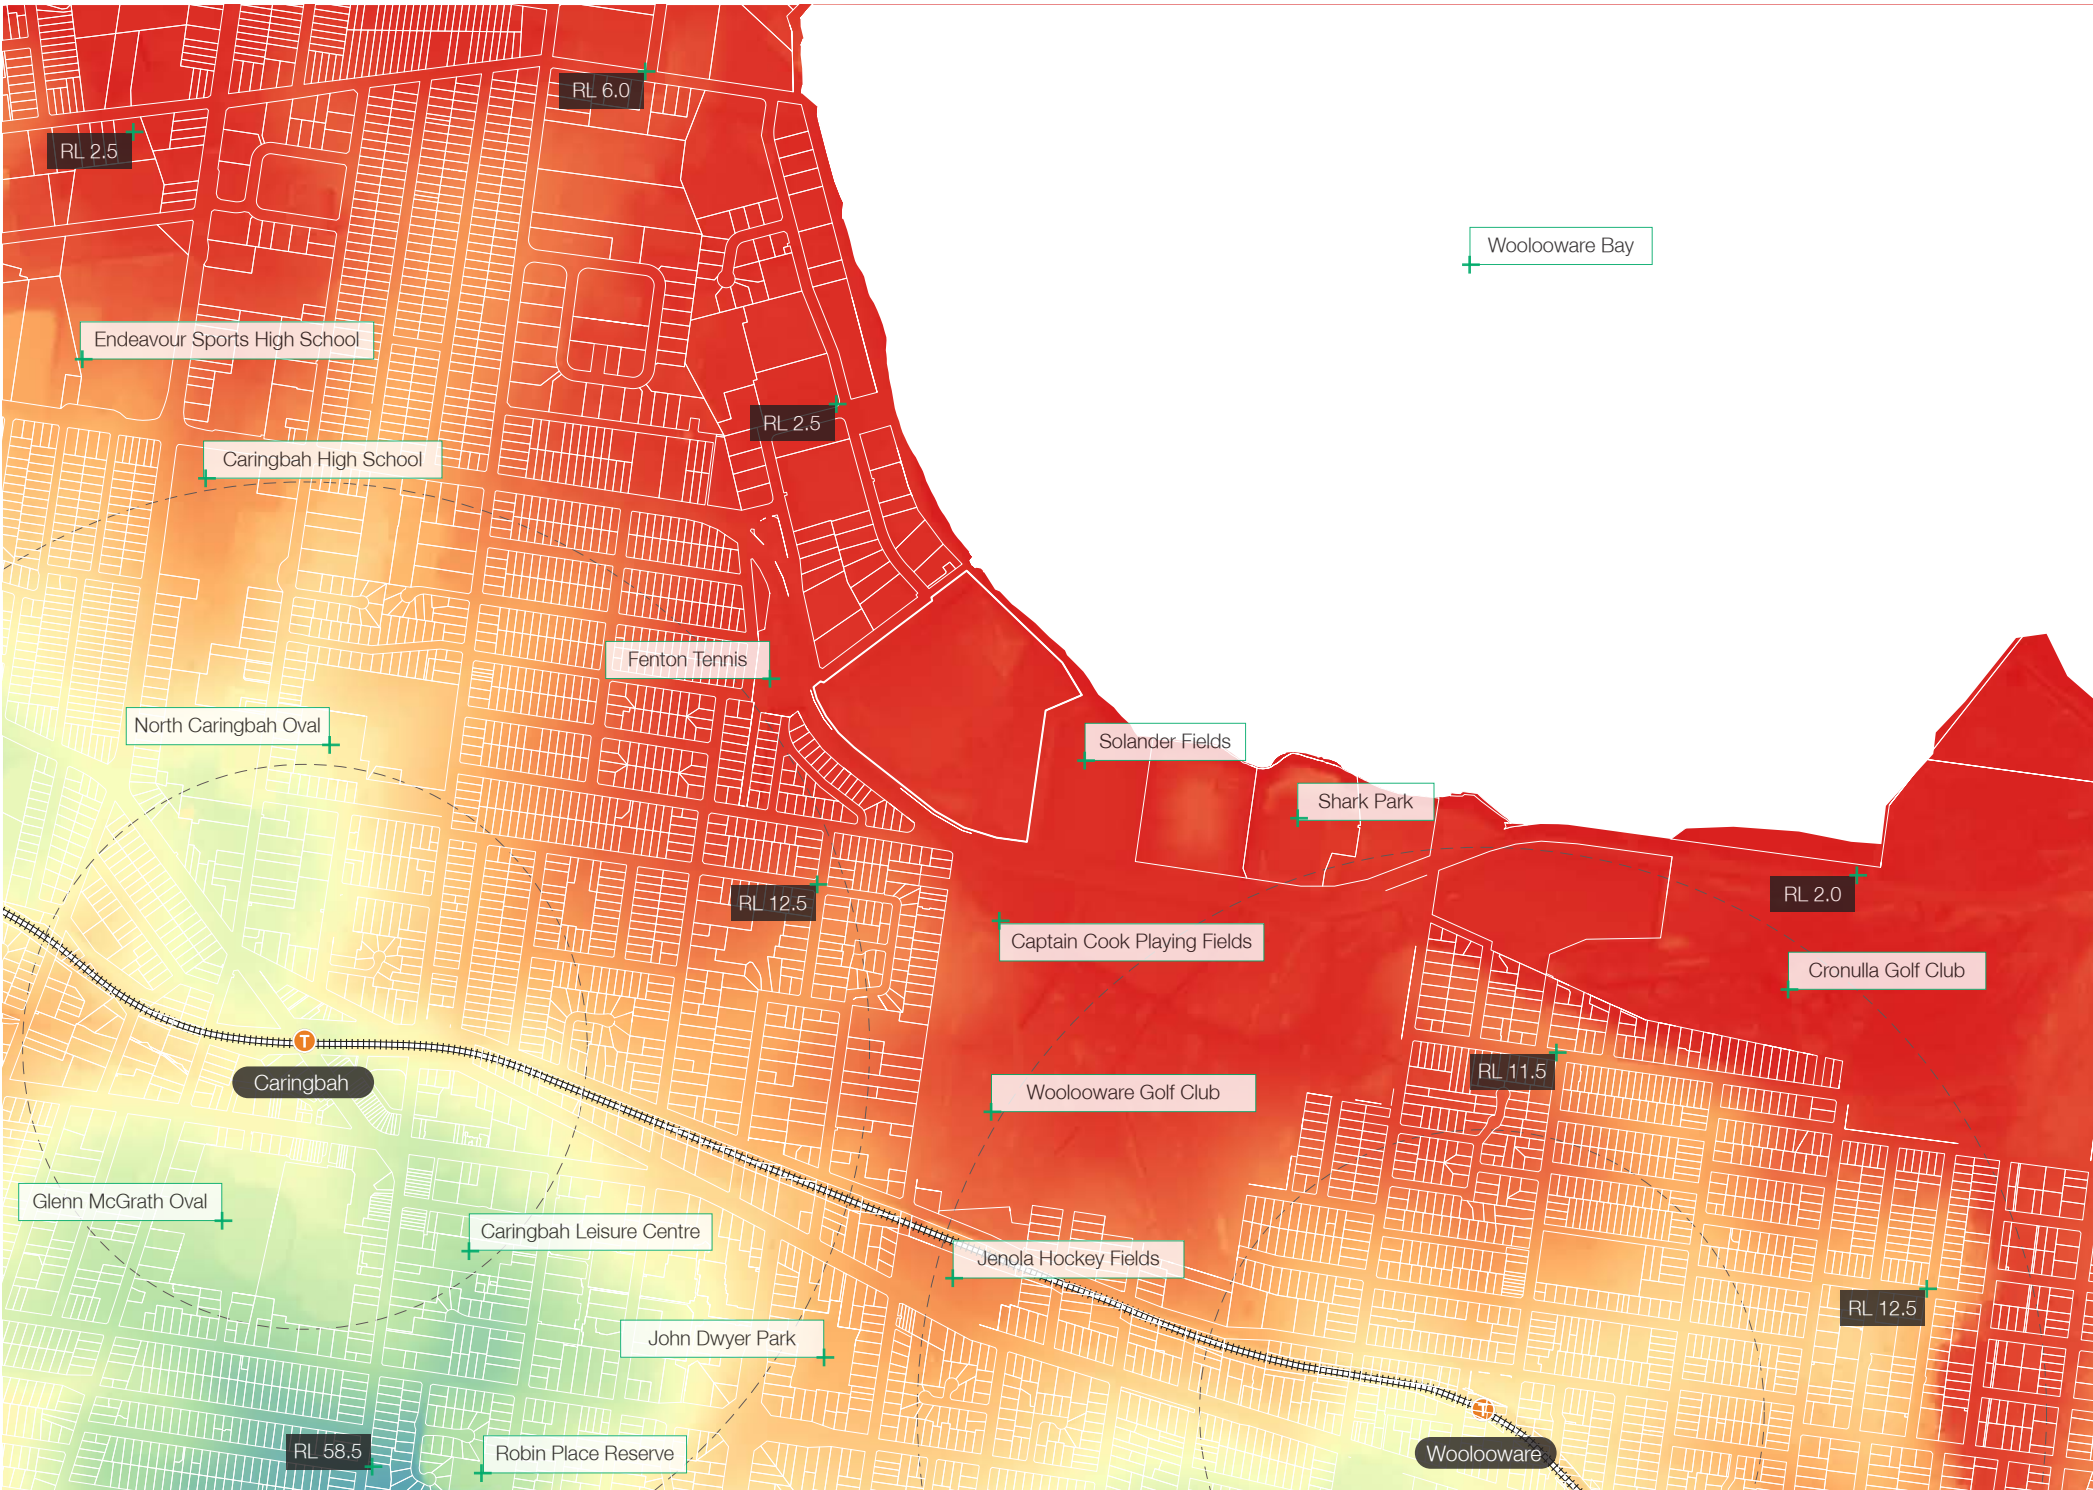 RL 6.0
RL 2.5
Woolooware Bay
Endeavour Sports High School
RL 2.5
Caringbah High School
Fenton Tennis
North Caringbah Oval
Solander Fields
Shark Park
RL 12.5
RL 2.0
Captain Cook Playing Fields
Cronulla Golf Club
T
Caringbah
RL 11.5
Woolooware Golf Club
Glenn McGrath Oval
Caringbah Leisure Centre
Jenola Hockey Fields
RL 12.5
John Dwyer Park
T
RL 58.5
Robin Place Reserve
Woolooware